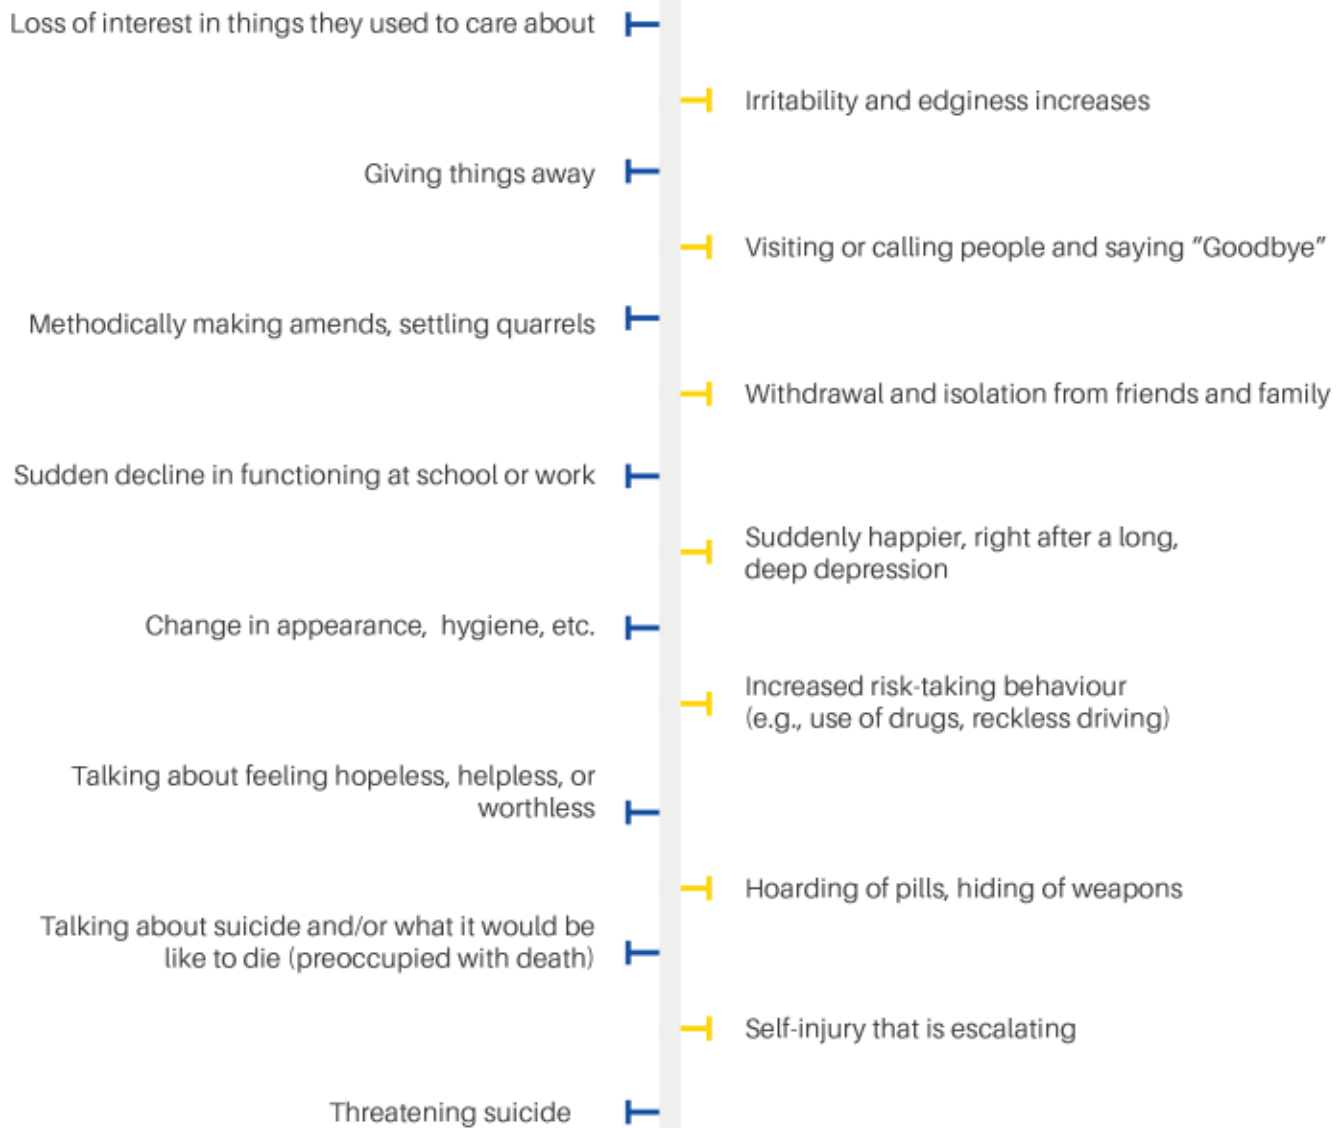 Loss of interest in things they used to care about
Irritability and edginess increases
Giving things away
Visiting or calling people and saying "Goodbye"
Methodically making amends, settling quarrels
Withdrawal and isolation from friends and family
Sudden decline in functioning at school or work
Suddenly happier, right after a long,
deep depression
Change in appearance, hygiene, etc.
Increased risk-taking behaviour
(e.g., use of drugs, reckless driving)
Talking about feeling hopeless, helpless, or
worthless
Hoarding of pills, hiding of weapons
Talking about suicide and/or what it would be
like to die (preoccupied with death)
Self-injury that is escalating
Threatening suicide